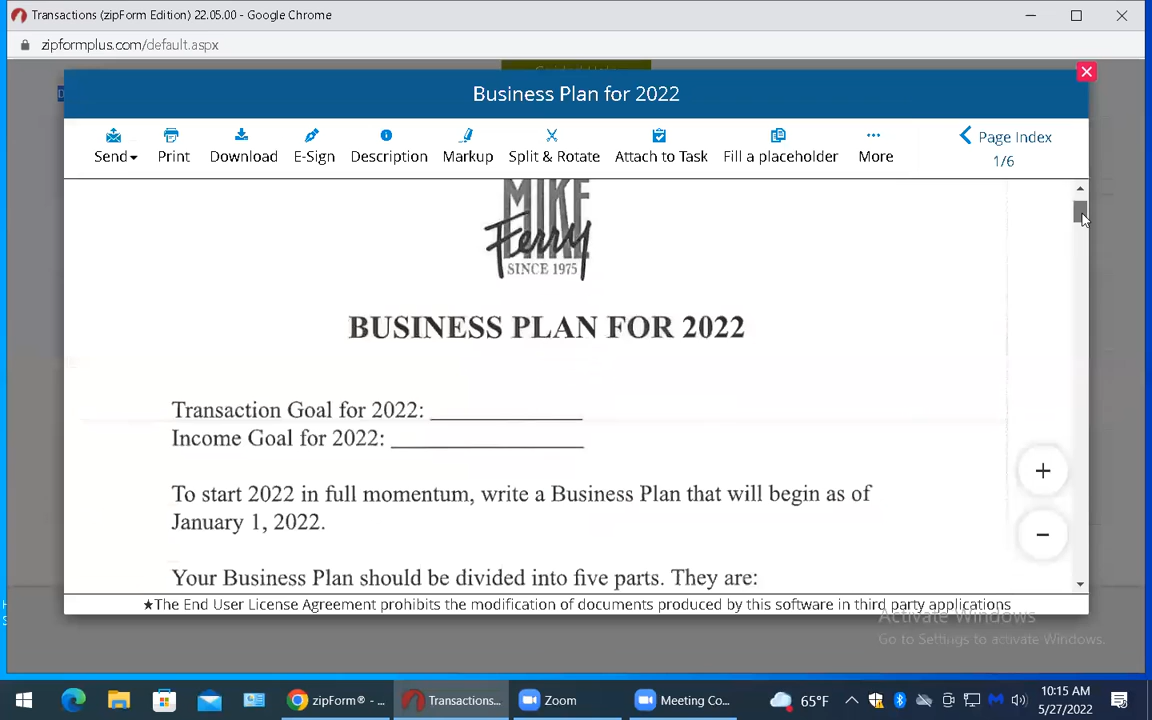 Transactions (zipForm Edition) 22.05.00 - Google Chrome
zipformplus.com/default.aspx
Business Plan for 2022
Send Print Download E-Sign Description Markup Split & Rotate Attach to Task Fill a placeholder More
Page Index
1/6
MIKE
Ferry
SINCE 1975
BUSINESS PLAN FOR 2022
Transaction Goal for 2022: ______________
Income Goal for 2022: __________________
To start 2022 in full momentum, write a Business Plan that will begin as of
January 1, 2022.
Your Business Plan should be divided into five parts. They are:
★The End User License Agreement prohibits the modification of documents produced by this software in third party applications
Activate Windows
Go to Settings to activate Windows.
zipForm® - ...
Transactions...
Zoom
Meeting Co...
65°F
10:15 AM
5/27/2022